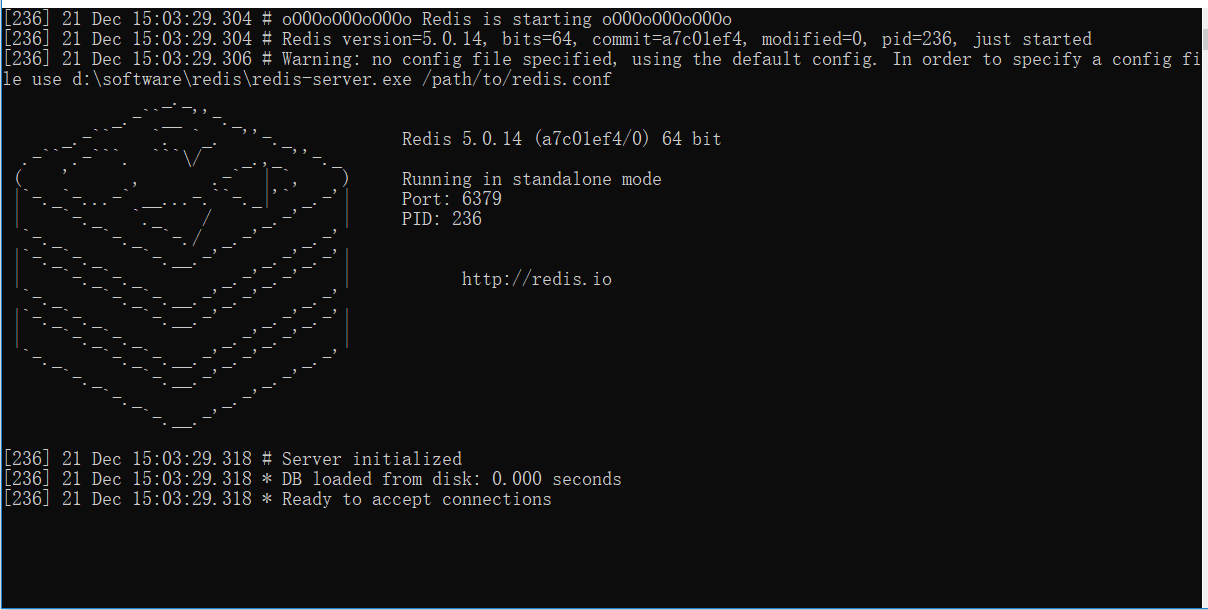 [236] 21 Dec 15:03:29.304 # oO0OoO0OoO0Oo Redis is starting oO0OoO0OoO0Oo
[236] 21 Dec 15:03:29.304 # Redis version=5.0.14, bits=64, commit=a7c01ef4, modified=0, pid=236, just started
[236] 21 Dec 15:03:29.306 # Warning: no config file specified, using the default config. In order to specify a config fi
le use d:\software\redis\redis-server.exe /path/to/redis.conf
Redis 5.0.14 (a7c01ef4/0) 64 bit
Running in standalone mode
Port: 6379
PID: 236
http://redis.io
[236] 21 Dec 15:03:29.318 # Server initialized
[236] 21 Dec 15:03:29.318 * DB loaded from disk: 0.000 seconds
[236] 21 Dec 15:03:29.318 * Ready to accept connections